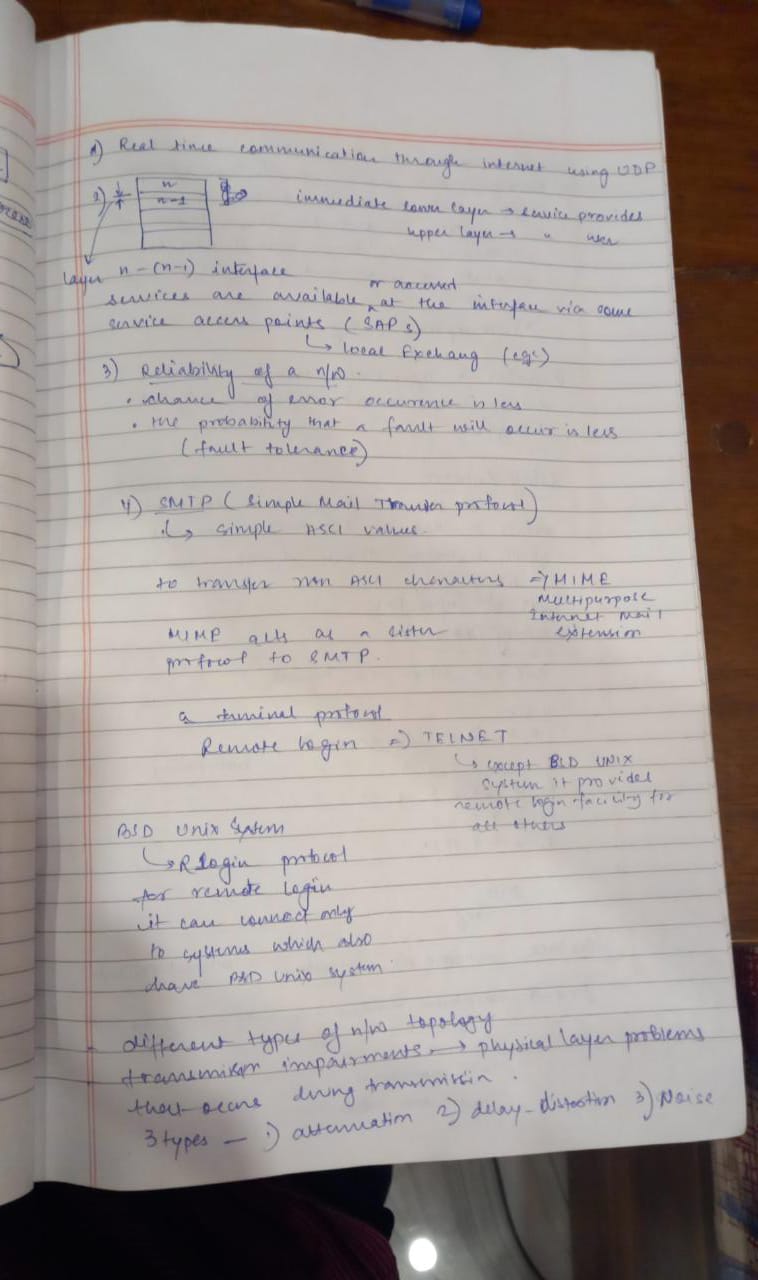 1) Real time communication through internet using UDP
2)
n
n-1
immediate lower layer → service provides
upper layer → " user
layer n-(n-1) interface
or accessed
services are available at the interface via some
service access points (SAPs)
↳ local Exchang (eg:)
3) Reliability of a n/w.
• chance of error occurence is less
• the probability that a fault will occur is less
(fault tolerance)
4) SMTP (Simple Mail Transfer protocol)
↳ simple ASCI values
to transfer non ASCI characters ⇒ MIME
Multipurpose
Internet Mail
extension
MIME acts as a sister
protocol to SMTP.
a terminal protocol
Remote login ⇒ TELNET
↳ except BSD UNIX
system it provides
remote login facility for
all others
BSD Unix System
↳ RLogin protocol
for remote login
it can connect only
to systems which also
have BSD Unix system.
- different types of n/w topology
- transmission impairments → physical layer problems
that occurs during transmission.
3 types - 1) attenuation 2) delay-distortion 3) Noise